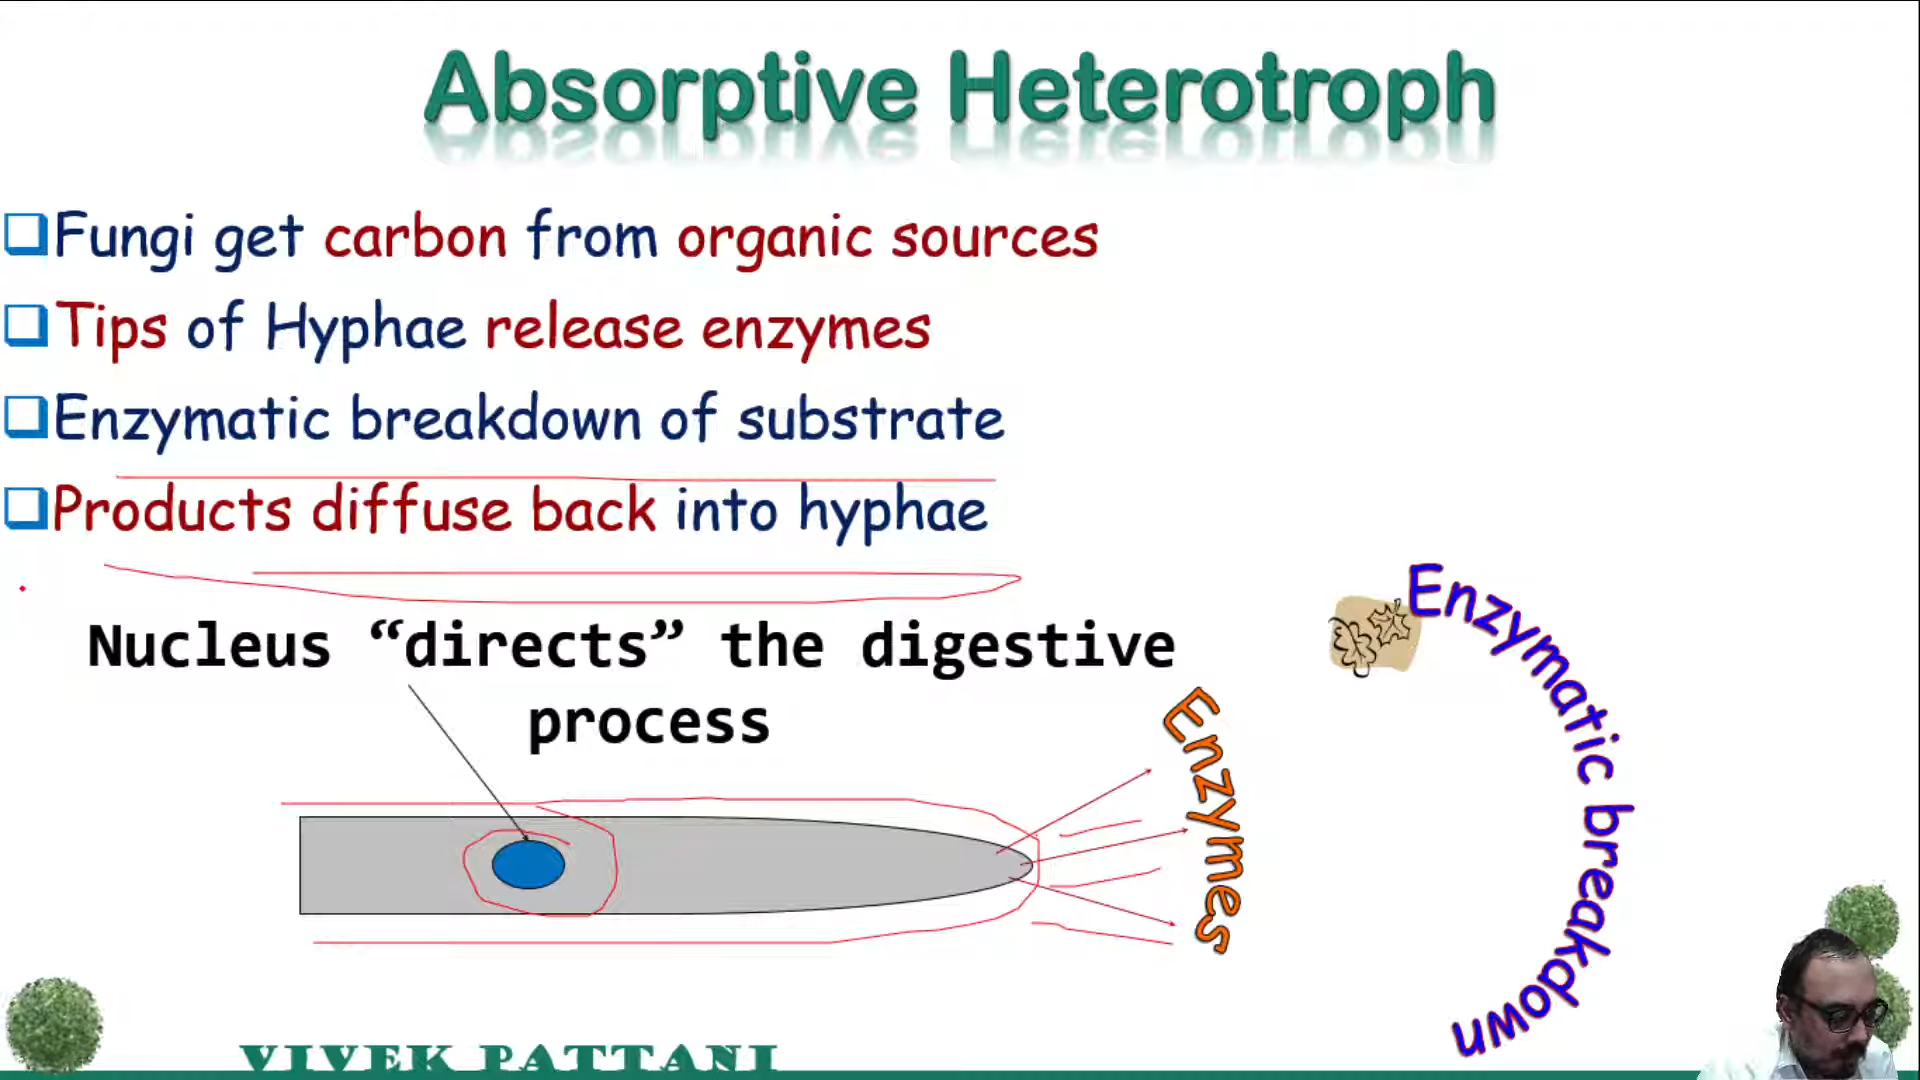 Absorptive Heterotroph
Fungi get carbon from organic sources
Tips of Hyphae release enzymes
Enzymatic breakdown of substrate
Products diffuse back into hyphae
Nucleus “directs” the digestive
process
Enzymes
Enzymatic breakdown
VIVEK PATTANI